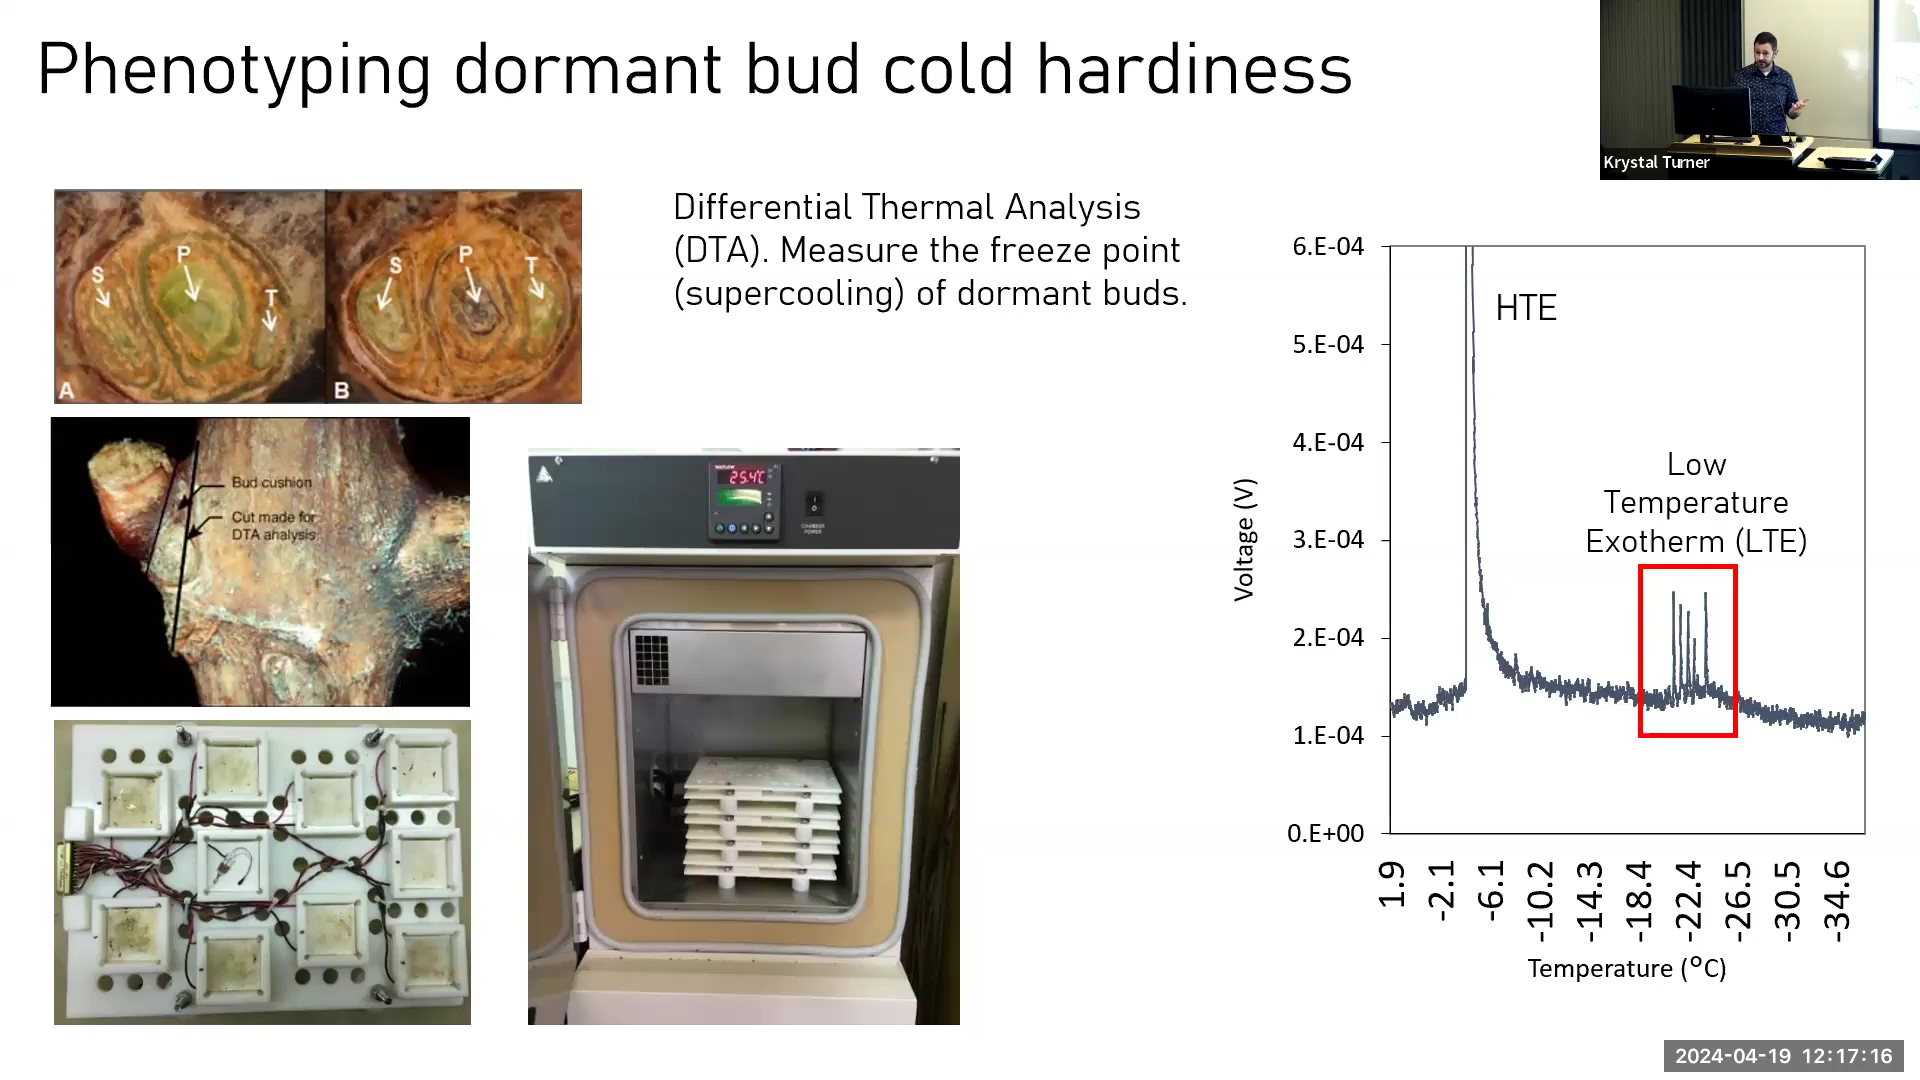 Phenotyping dormant bud cold hardiness
Krystal Turner
S
P
T
A
S
P
T
B
Differential Thermal Analysis
(DTA). Measure the freeze point
(supercooling) of dormant buds.
Bud cushion
Cut made for
DTA analysis
WATLOW
25.4°C
CHAMBER
POWER
6.E-04
5.E-04
4.E-04
3.E-04
2.E-04
1.E-04
0.E+00
Voltage (V)
HTE
Low
Temperature
Exotherm (LTE)
1.9
-2.1
-6.1
-10.2
-14.3
-18.4
-22.4
-26.5
-30.5
-34.6
Temperature (°C)
2024-04-19 12:17:16